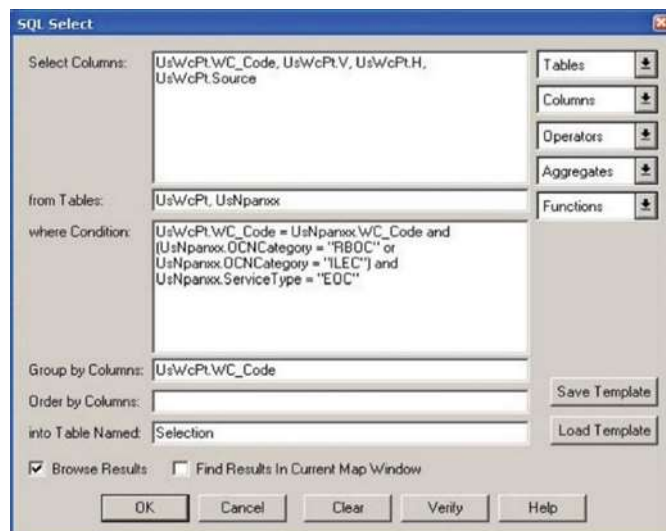 SQL Select
Select Columns:
UsWcPt.WC_Code, UsWcPt.V, UsWcPt.H,
UsWcPt.Source
Tables
Columns
Operators
Aggregates
Functions
from Tables:
UsWcPt, UsNpanxx
where Condition:
UsWcPt.WC_Code = UsNpanxx.WC_Code and
(UsNpanxx.OCNCategory = "RBOC" or
UsNpanxx.OCNCategory = "ILEC") and
UsNpanxx.ServiceType = "EOC"
Group by Columns:
UsWcPt.WC_Code
Order by Columns:
into Table Named:
Selection
Save Template
Load Template
Browse Results
Find Results In Current Map Window
OK
Cancel
Clear
Verify
Help